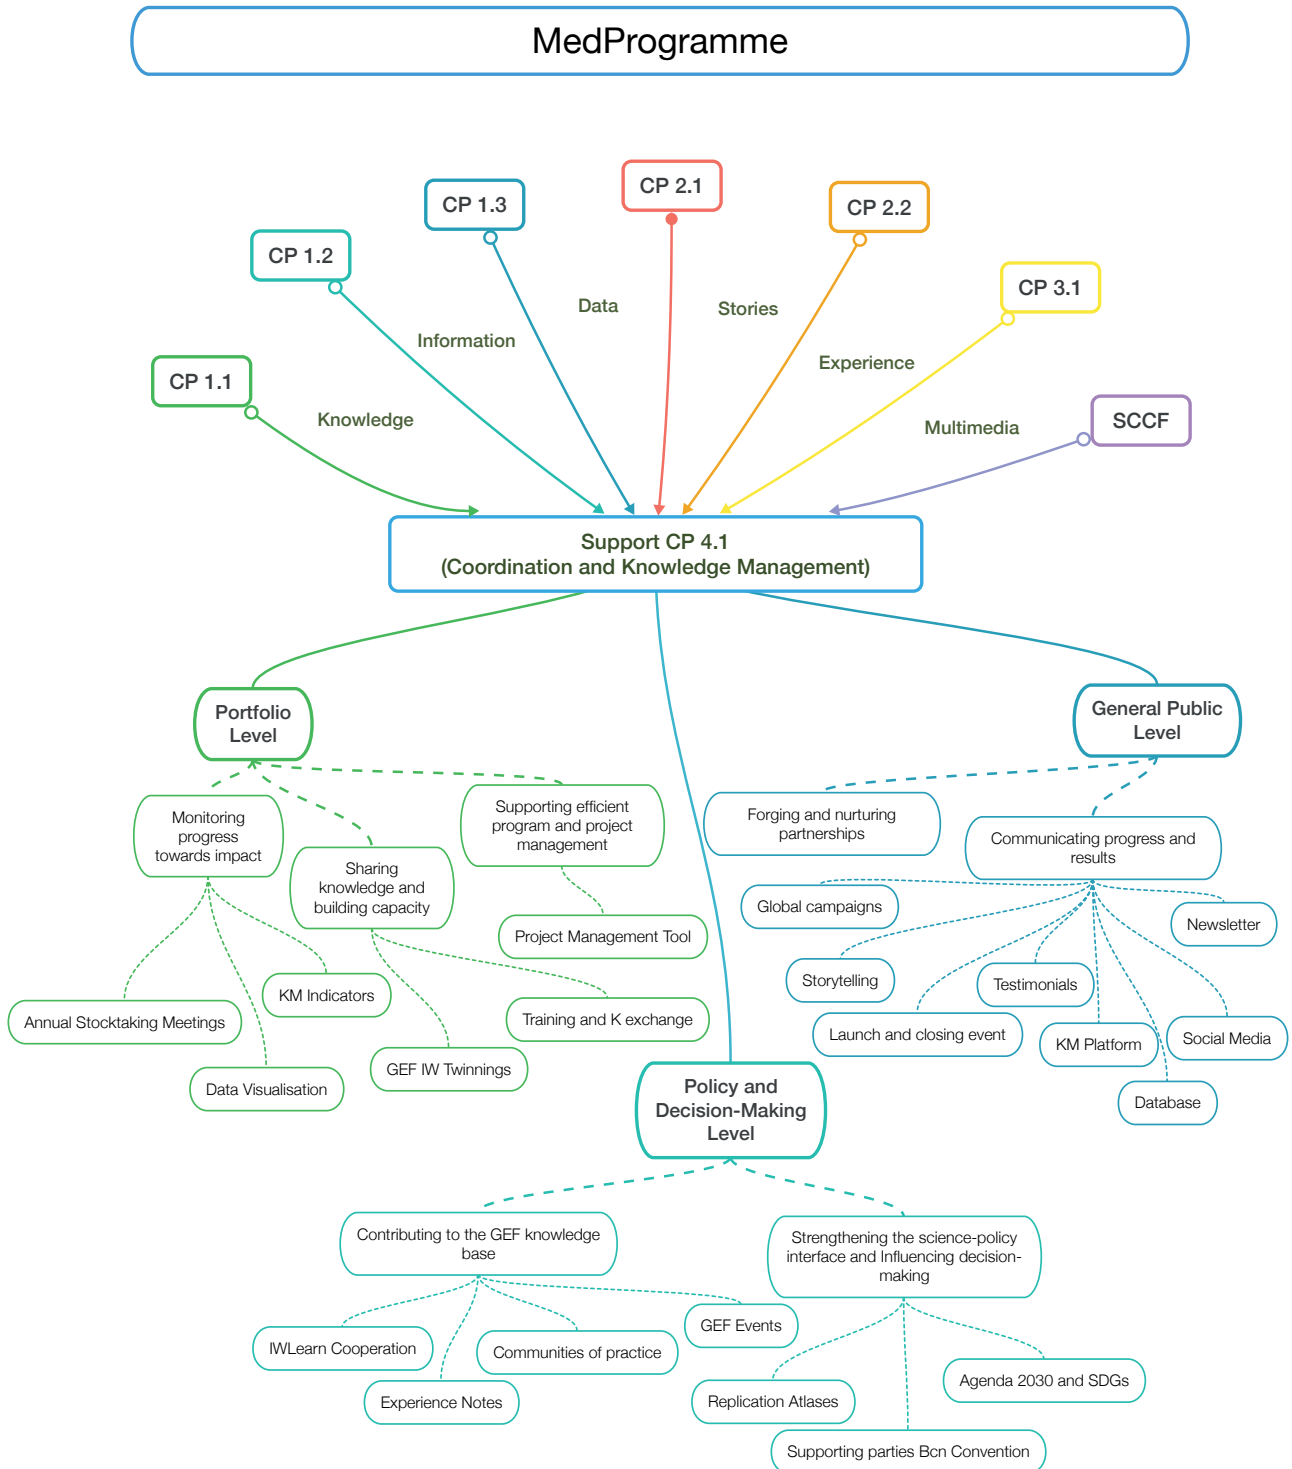 MedProgramme
CP 2.1
CP 1.3
CP 2.2
CP 1.2
CP 3.1
Data
Stories
Information
Experience
CP 1.1
Knowledge
Multimedia
SCCF
Support CP 4.1
(Coordination and Knowledge Management)
Portfolio
Level
General Public
Level
Monitoring
progress
towards impact
Sharing
knowledge and
building capacity
Supporting efficient
program and project
management
Forging and nurturing
partnerships
Communicating progress and
results
Project Management Tool
KM Indicators
Annual Stocktaking Meetings
Training and K exchange
GEF IW Twinnings
Data Visualisation
Global campaigns
Newsletter
Storytelling
Testimonials
Launch and closing event
KM Platform
Social Media
Database
Policy and
Decision-Making
Level
Contributing to the GEF knowledge
base
Strengthening the science-policy
interface and Influencing decision-
making
GEF Events
IWLearn Cooperation
Communities of practice
Experience Notes
Agenda 2030 and SDGs
Replication Atlases
Supporting parties Bcn Convention